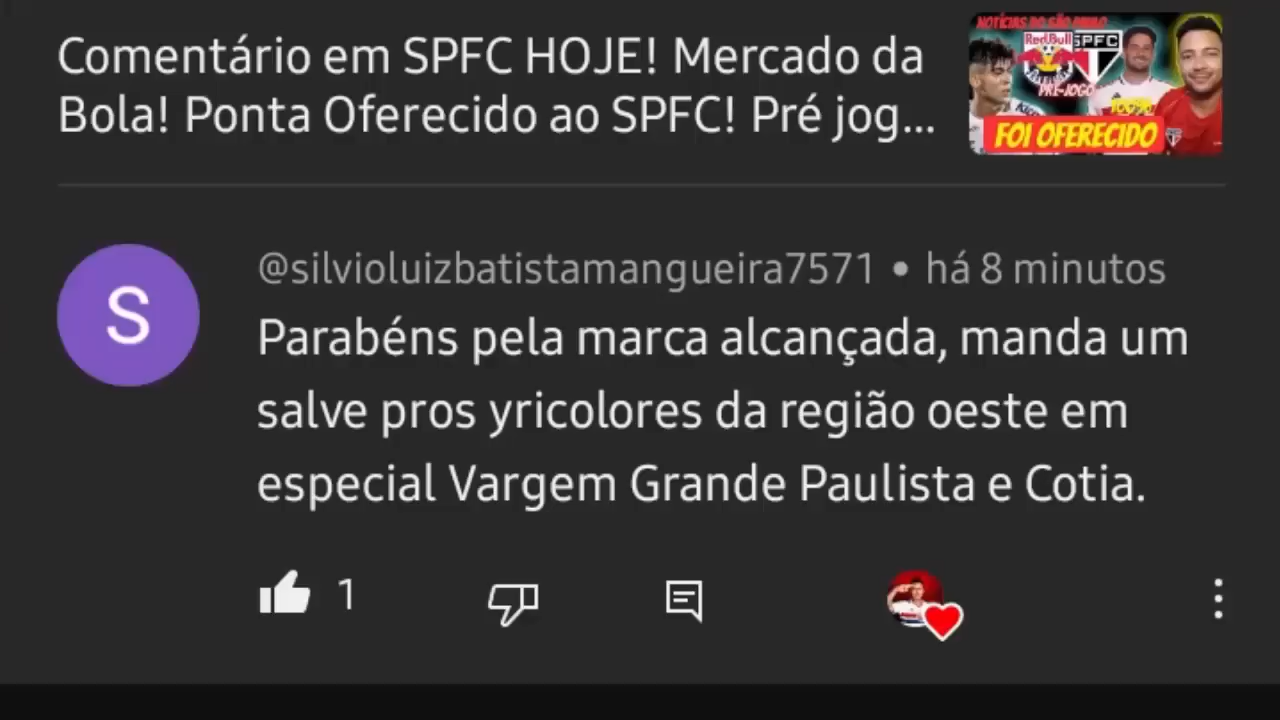 Comentário em SPFC HOJE! Mercado da
Bola! Ponta Oferecido ao SPFC! Pré jog...
NOTÍCIAS DO SÃO PAULO
RedBull
SPFC
PRÉ-JOGO
FOI OFERECIDO
S
@silvioluizbatistamangueira7571 • há 8 minutos
Parabéns pela marca alcançada, manda um
salve pros yricolores da região oeste em
especial Vargem Grande Paulista e Cotia.
1